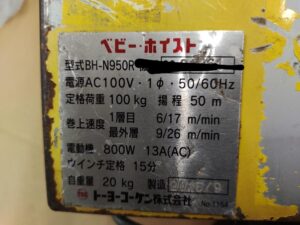 ベビー・ホイスト
型式BH-N950R
電源AC100V・1φ・50/60Hz
定格荷重 100kg 揚程 50m
巻上速度 1層目 6/17 m/min
最外層 9/26 m/min
電動機 800W 13A(AC)
ウインチ定格 15分
自重量 20kg 製造
トーヨーコーケン株式会社